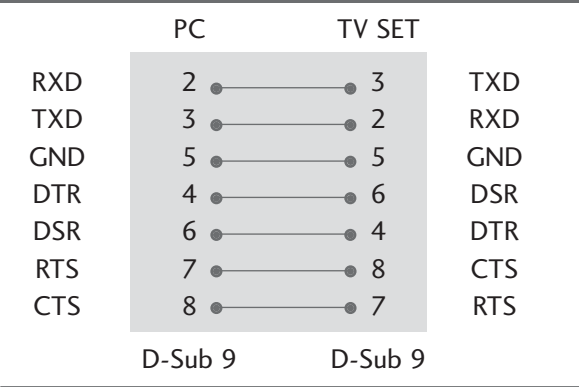 PC TV SET
RXD 2 3 TXD
TXD 3 2 RXD
GND 5 5 GND
DTR 4 6 DSR
DSR 6 4 DTR
RTS 7 8 CTS
CTS 8 7 RTS
D-Sub 9 D-Sub 9